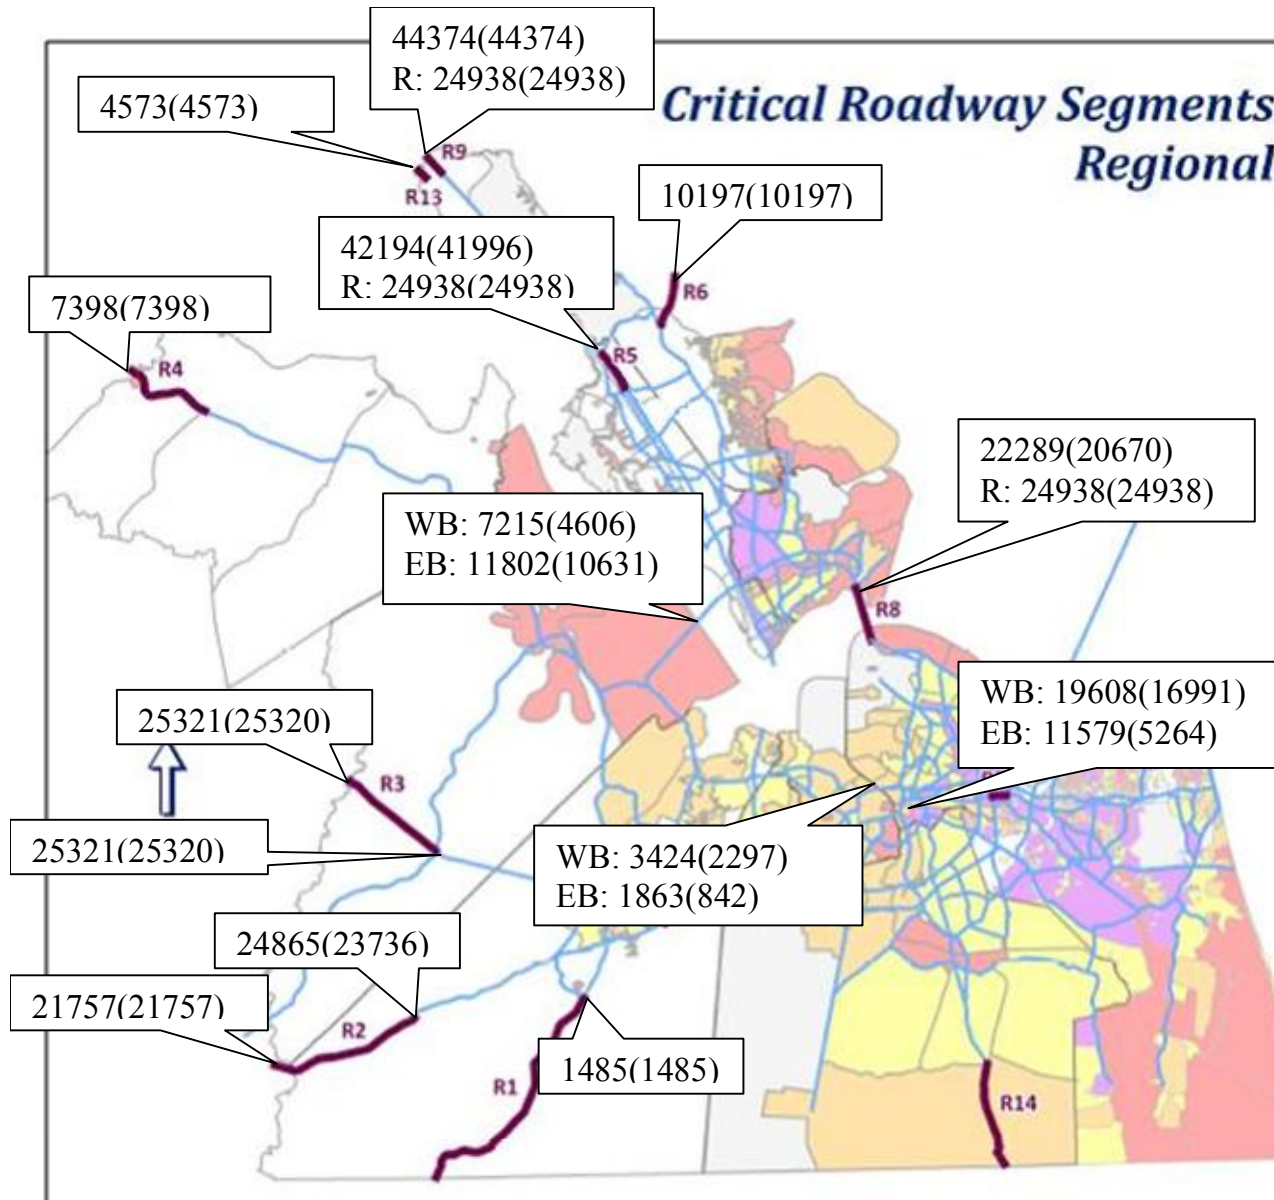 44374(44374)
R: 24938(24938)
4573(4573)
Critical Roadway Segments
Regional
R9
R13
10197(10197)
42194(41996)
R: 24938(24938)
R6
7398(7398)
R4
R5
22289(20670)
R: 24938(24938)
WB: 7215(4606)
EB: 11802(10631)
R8
WB: 19608(16991)
EB: 11579(5264)
25321(25320)
R3
25321(25320)
WB: 3424(2297)
EB: 1863(842)
24865(23736)
21757(21757)
R2
1485(1485)
R1
R14